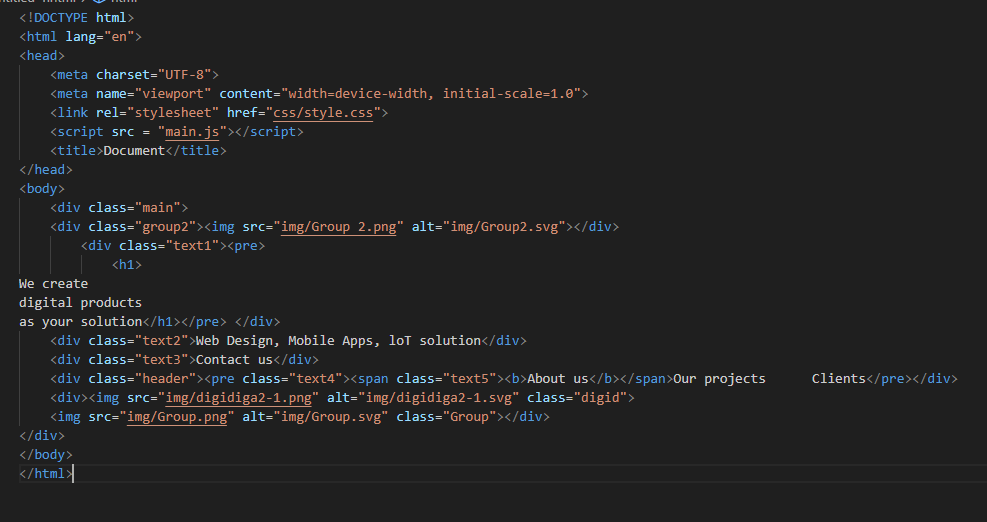 <!DOCTYPE html>
<html lang="en">
<head>
    <meta charset="UTF-8">
    <meta name="viewport" content="width=device-width, initial-scale=1.0">
    <link rel="stylesheet" href="css/style.css">
    <script src = "main.js"></script>
    <title>Document</title>
</head>
<body>
    <div class="main">
    <div class="group2"><img src="img/Group 2.png" alt="img/Group2.svg"></div>
        <div class="text1"><pre>
            <h1>
We create
digital products
as your solution</h1></pre> </div>
    <div class="text2">Web Design, Mobile Apps, loT solution</div>
    <div class="text3">Contact us</div>
    <div class="header"><pre class="text4"><span class="text5"><b>About us</b></span>Our projects      Clients</pre></div>
    <div><img src="img/digidiga2-1.png" alt="img/digidiga2-1.svg" class="digid">
    <img src="img/Group.png" alt="img/Group.svg" class="Group"></div>
</div>
</body>
</html>